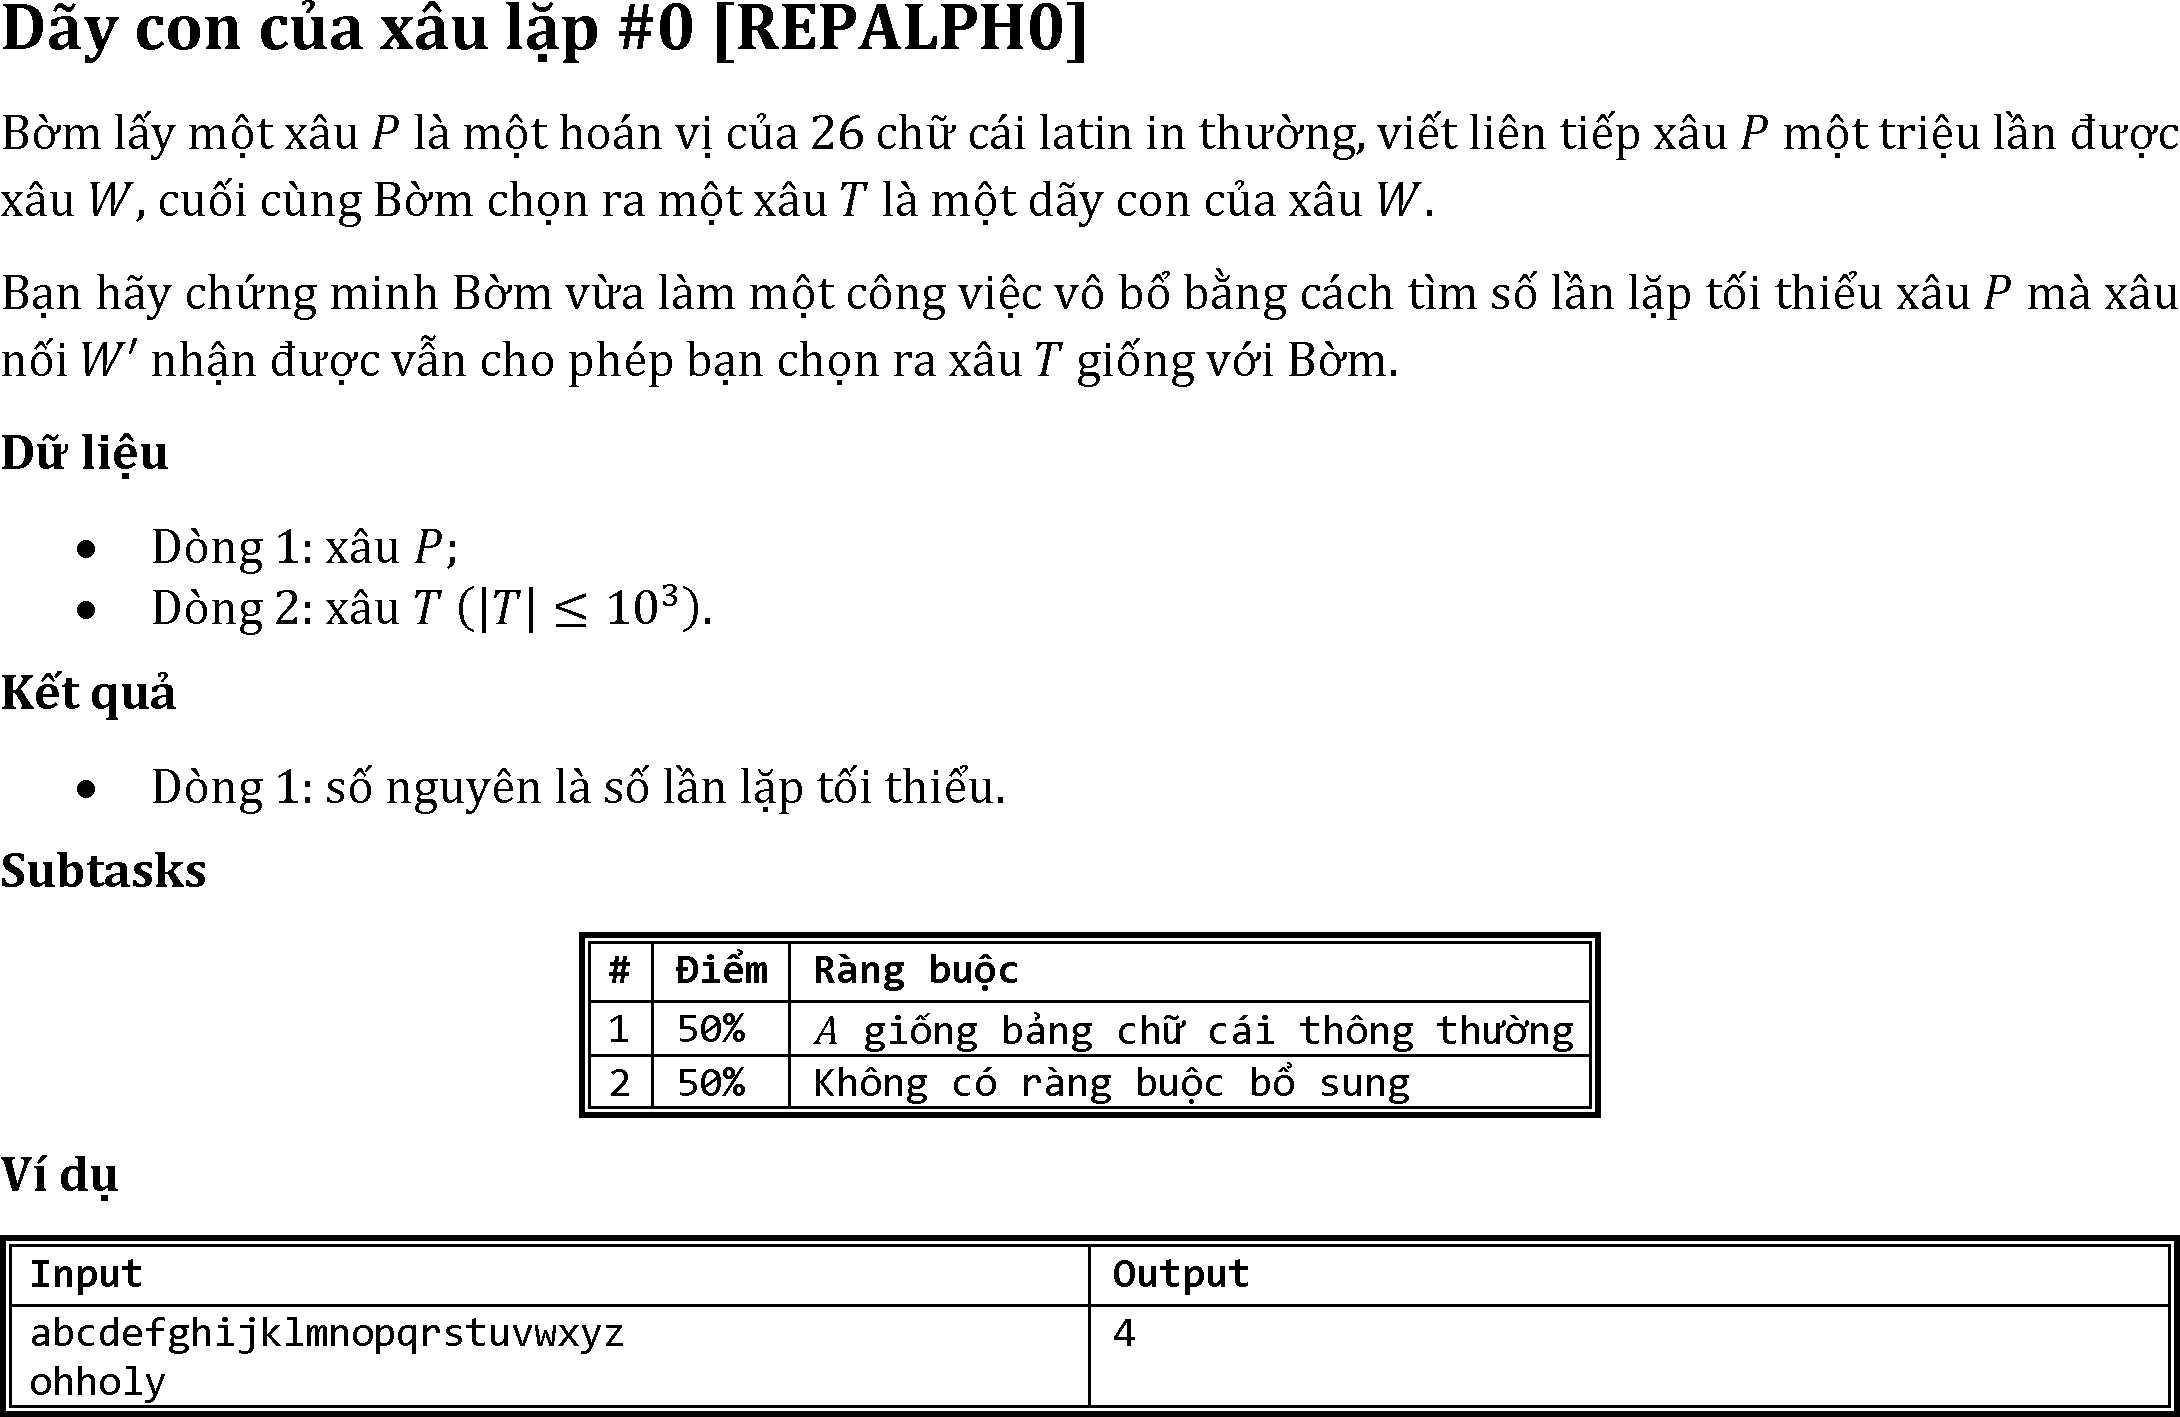 Dãy con của xâu lặp #0 [REPALPH0]
Bờm lấy một xâu P là một hoán vị của 26 chữ cái latin in thường, viết liên tiếp xâu P một triệu lần được
xâu W, cuối cùng Bờm chọn ra một xâu T là một dãy con của xâu W.
Bạn hãy chứng minh Bờm vừa làm một công việc vô bổ bằng cách tìm số lần lặp tối thiểu xâu P mà xâu
nối W′ nhận được vẫn cho phép bạn chọn ra xâu T giống với Bờm.
Dữ liệu
• Dòng 1: xâu P;
• Dòng 2: xâu T (|T| ≤ 10³).
Kết quả
• Dòng 1: số nguyên là số lần lặp tối thiểu.
Subtasks
# Điểm Ràng buộc
1 50% A giống bảng chữ cái thông thường
2 50% Không có ràng buộc bổ sung
Ví dụ
Input Output
abcdefghijklmnopqrstuvwxyz 4
ohholy